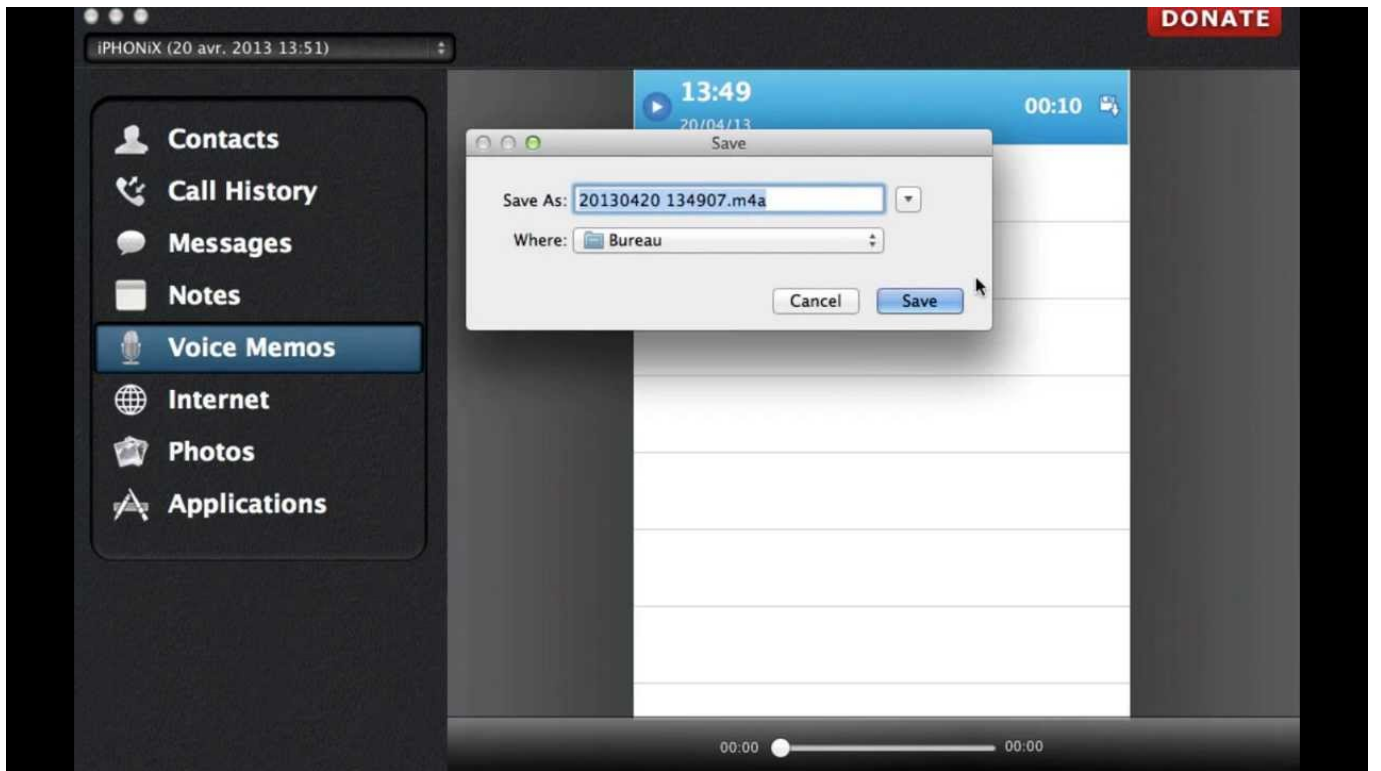 DONATE
iPHONiX (20 avr. 2013 13:51)
Contacts
Call History
Messages
Notes
Voice Memos
Internet
Photos
Applications
13:49
20/04/13
00:10
Save
Save As: 20130420 134907.m4a
Where: Bureau
Cancel Save
00:00 00:00